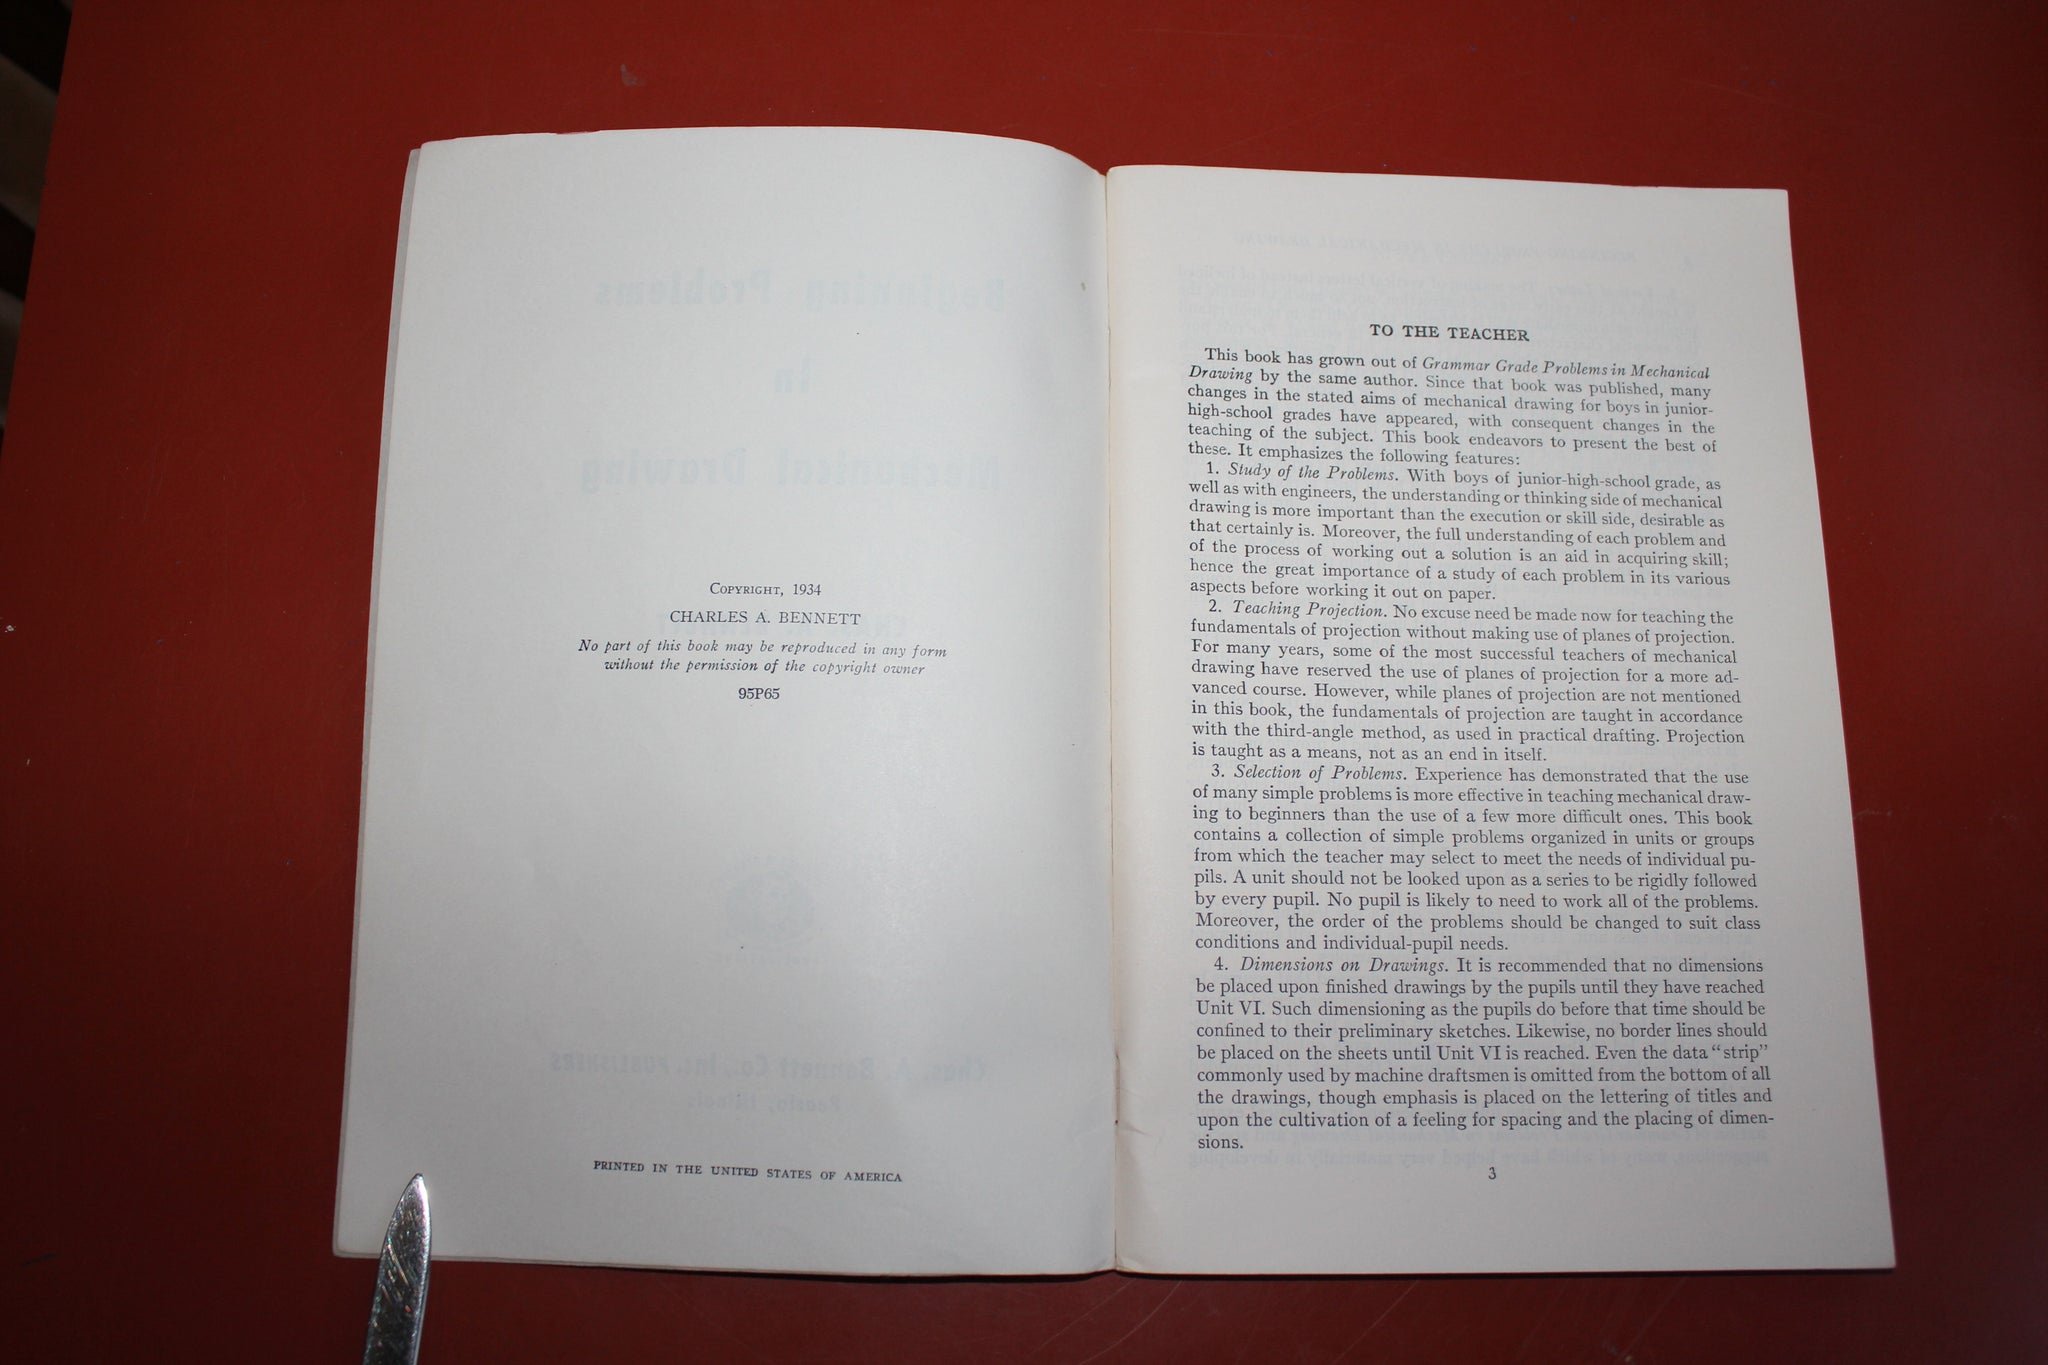 COPYRIGHT, 1934
CHARLES A. BENNETT
No part of this book may be reproduced in any form
without the permission of the copyright owner
95P65
PRINTED IN THE UNITED STATES OF AMERICA
TO THE TEACHER
This book has grown out of Grammar Grade Problems in Mechanical
Drawing by the same author. Since that book was published, many
changes in the stated aims of mechanical drawing for boys in junior-
high-school grades have appeared, with consequent changes in the
teaching of the subject. This book endeavors to present the best of
these. It emphasizes the following features:
1. Study of the Problems. With boys of junior-high-school grade, as
well as with engineers, the understanding or thinking side of mechanical
drawing is more important than the execution or skill side, desirable as
that certainly is. Moreover, the full understanding of each problem and
of the process of working out a solution is an aid in acquiring skill;
hence the great importance of a study of each problem in its various
aspects before working it out on paper.
2. Teaching Projection. No excuse need be made now for teaching the
fundamentals of projection without making use of planes of projection.
For many years, some of the most successful teachers of mechanical
drawing have reserved the use of planes of projection for a more ad-
vanced course. However, while planes of projection are not mentioned
in this book, the fundamentals of projection are taught in accordance
with the third-angle method, as used in practical drafting. Projection
is taught as a means, not as an end in itself.
3. Selection of Problems. Experience has demonstrated that the use
of many simple problems is more effective in teaching mechanical draw-
ing to beginners than the use of a few more difficult ones. This book
contains a collection of simple problems organized in units or groups
from which the teacher may select to meet the needs of individual pu-
pils. A unit should not be looked upon as a series to be rigidly followed
by every pupil. No pupil is likely to need to work all of the problems.
Moreover, the order of the problems should be changed to suit class
conditions and individual-pupil needs.
4. Dimensions on Drawings. It is recommended that no dimensions
be placed upon finished drawings by the pupils until they have reached
Unit VI. Such dimensioning as the pupils do before that time should be
confined to their preliminary sketches. Likewise, no border lines should
be placed on the sheets until Unit VI is reached. Even the data "strip"
commonly used by machine draftsmen is omitted from the bottom of all
the drawings, though emphasis is placed on the lettering of titles and
upon the cultivation of a feeling for spacing and the placing of dimen-
sions.
3